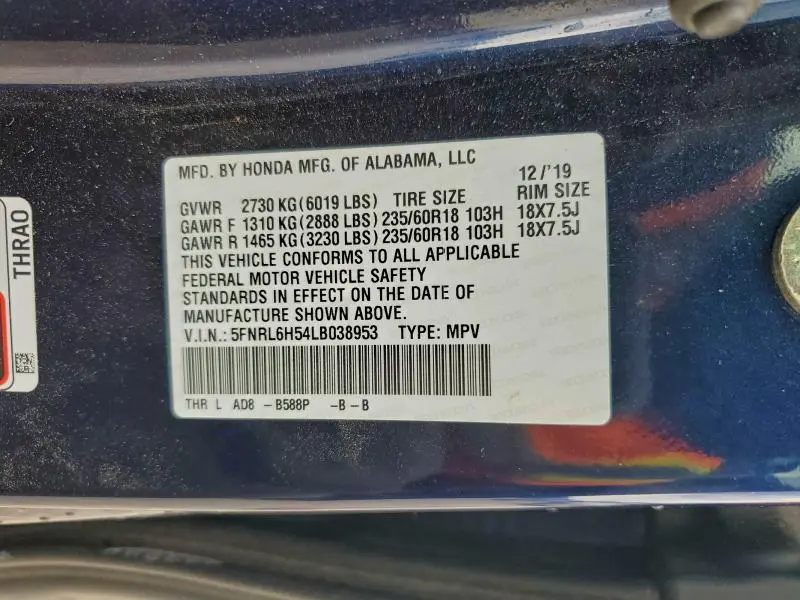 MFD. BY HONDA MFG. OF ALABAMA, LLC 12/'19
GVWR 2730 KG(6019 LBS) TIRE SIZE RIM SIZE
GAWR F 1310 KG(2888 LBS) 235/60R18 103H 18X7.5J
GAWR R 1465 KG(3230 LBS) 235/60R18 103H 18X7.5J
THIS VEHICLE CONFORMS TO ALL APPLICABLE
FEDERAL MOTOR VEHICLE SAFETY
STANDARDS IN EFFECT ON THE DATE OF
MANUFACTURE SHOWN ABOVE.
V.I.N.: 5FNRL6H54LB038953 TYPE: MPV
THR L AD8 -B588P -B-B
THRA0